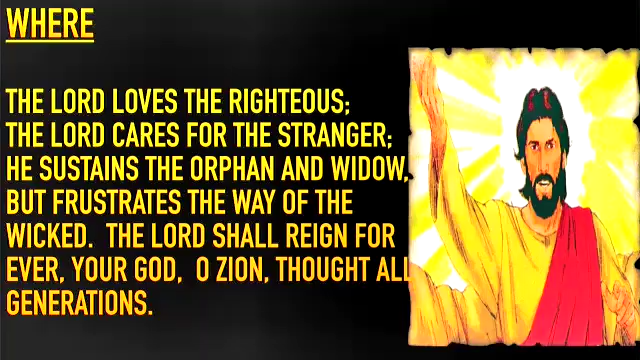 WHERE
THE LORD LOVES THE RIGHTEOUS;
THE LORD CARES FOR THE STRANGER;
HE SUSTAINS THE ORPHAN AND WIDOW,
BUT FRUSTRATES THE WAY OF THE
WICKED. THE LORD SHALL REIGN FOR
EVER, YOUR GOD, O ZION, THOUGHT ALL
GENERATIONS.